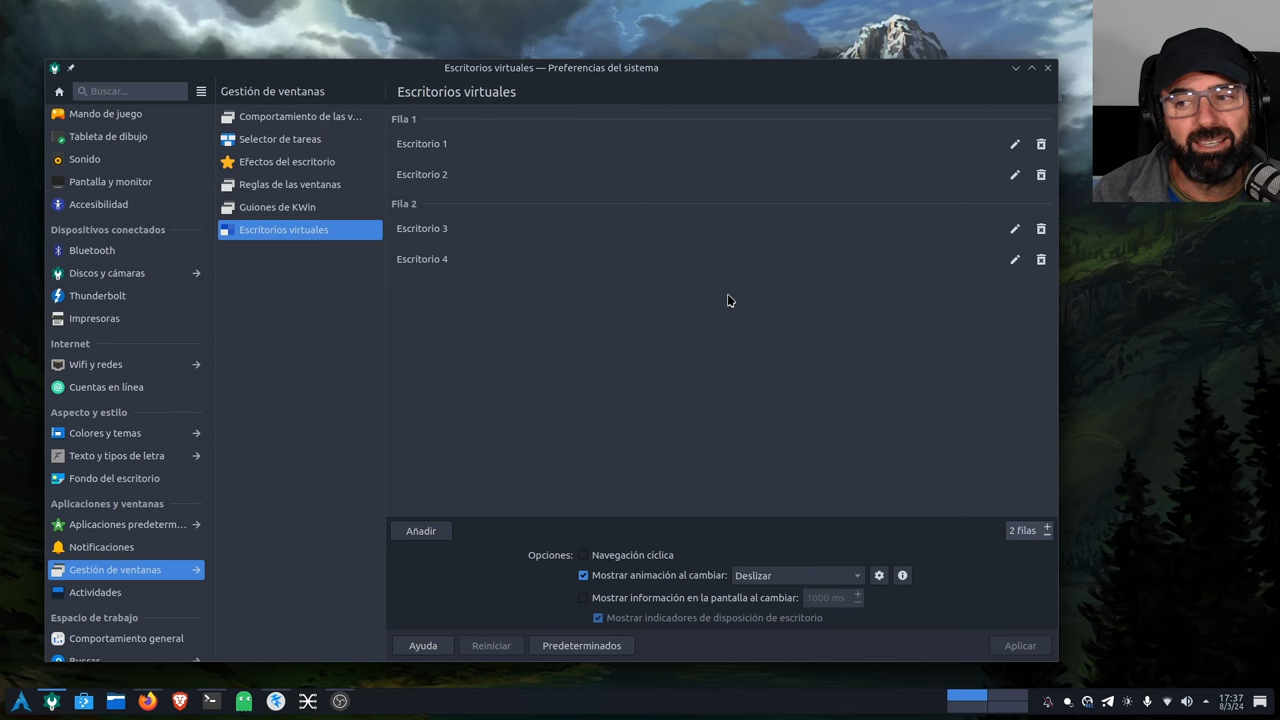 Escritorios virtuales — Preferencias del sistema
Buscar...
Mando de juego
Tableta de dibujo
Sonido
Pantalla y monitor
Accesibilidad
Dispositivos conectados
Bluetooth
Discos y cámaras
Thunderbolt
Impresoras
Internet
Wifi y redes
Cuentas en línea
Aspecto y estilo
Colores y temas
Texto y tipos de letra
Fondo del escritorio
Aplicaciones y ventanas
Aplicaciones predeterm...
Notificaciones
Gestión de ventanas
Actividades
Espacio de trabajo
Comportamiento general
Buscar
Gestión de ventanas
Comportamiento de las v...
Selector de tareas
Efectos del escritorio
Reglas de las ventanas
Guiones de KWin
Escritorios virtuales
Escritorios virtuales
Fila 1
Escritorio 1
Escritorio 2
Fila 2
Escritorio 3
Escritorio 4
Añadir
2 filas
Opciones: Navegación cíclica
Mostrar animación al cambiar: Deslizar
Mostrar información en la pantalla al cambiar: 1000 ms
Mostrar indicadores de disposición de escritorio
Ayuda
Reiniciar
Predeterminados
Aplicar
17:37
8/3/24